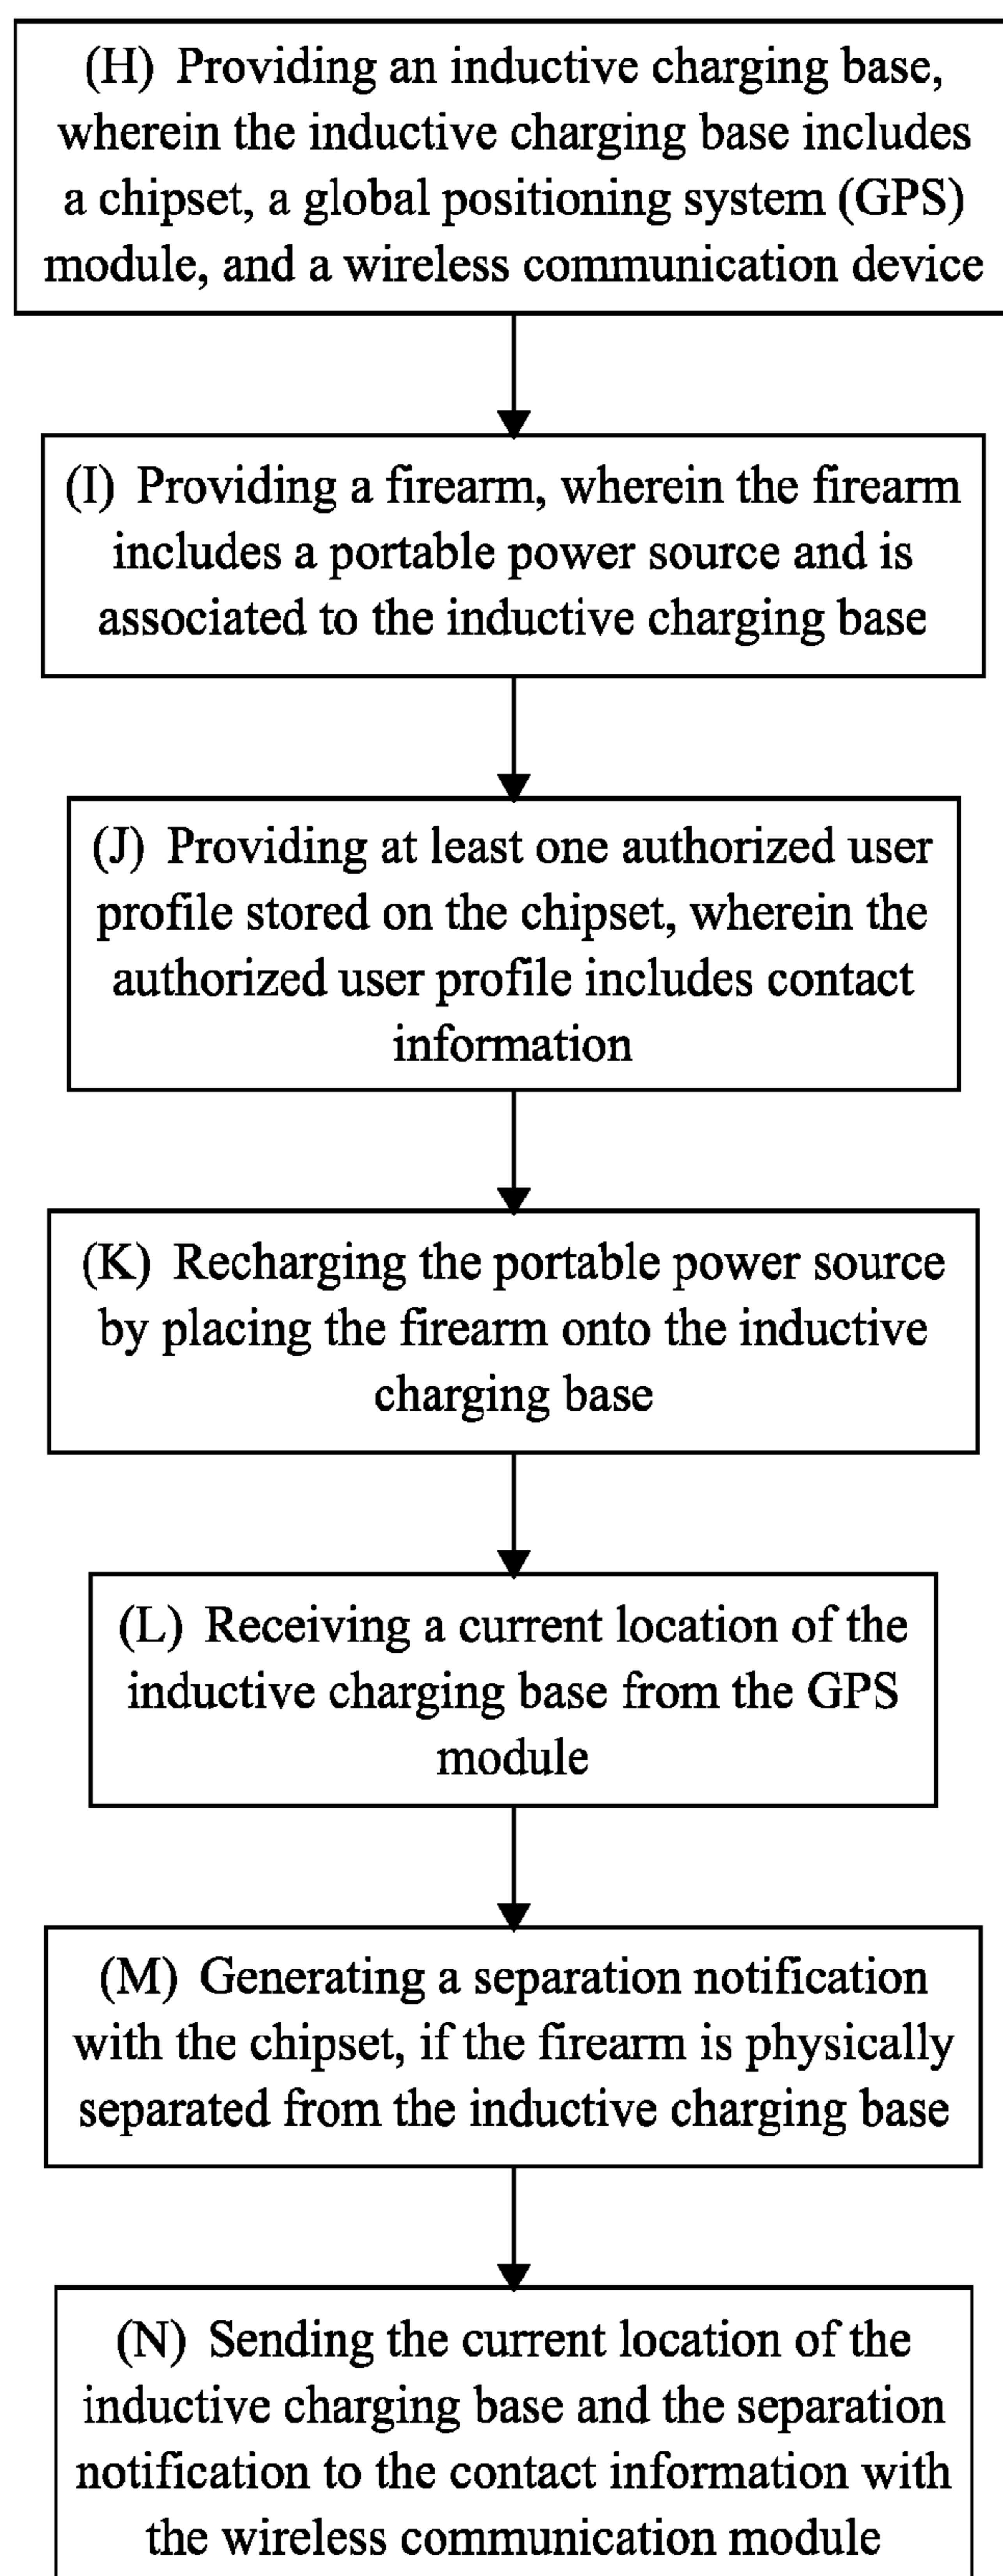 (H) Providing an inductive charging base,
wherein the inductive charging base includes
a chipset, a global positioning system (GPS)
module, and a wireless communication device
(I) Providing a firearm, wherein the firearm
includes a portable power source and is
associated to the inductive charging base
(J) Providing at least one authorized user
profile stored on the chipset, wherein the
authorized user profile includes contact
information
(K) Recharging the portable power source
by placing the firearm onto the inductive
charging base
(L) Receiving a current location of the
inductive charging base from the GPS
module
(M) Generating a separation notification
with the chipset, if the firearm is physically
separated from the inductive charging base
(N) Sending the current location of the
inductive charging base and the separation
notification to the contact information with
the wireless communication module